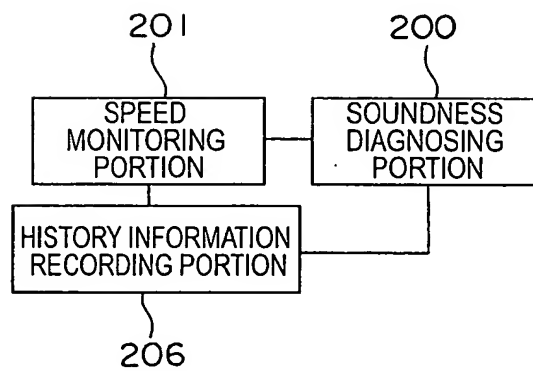 201
200
SPEED
MONITORING
PORTION
SOUNDNESS
DIAGNOSING
PORTION
HISTORY INFORMATION
RECORDING PORTION
206